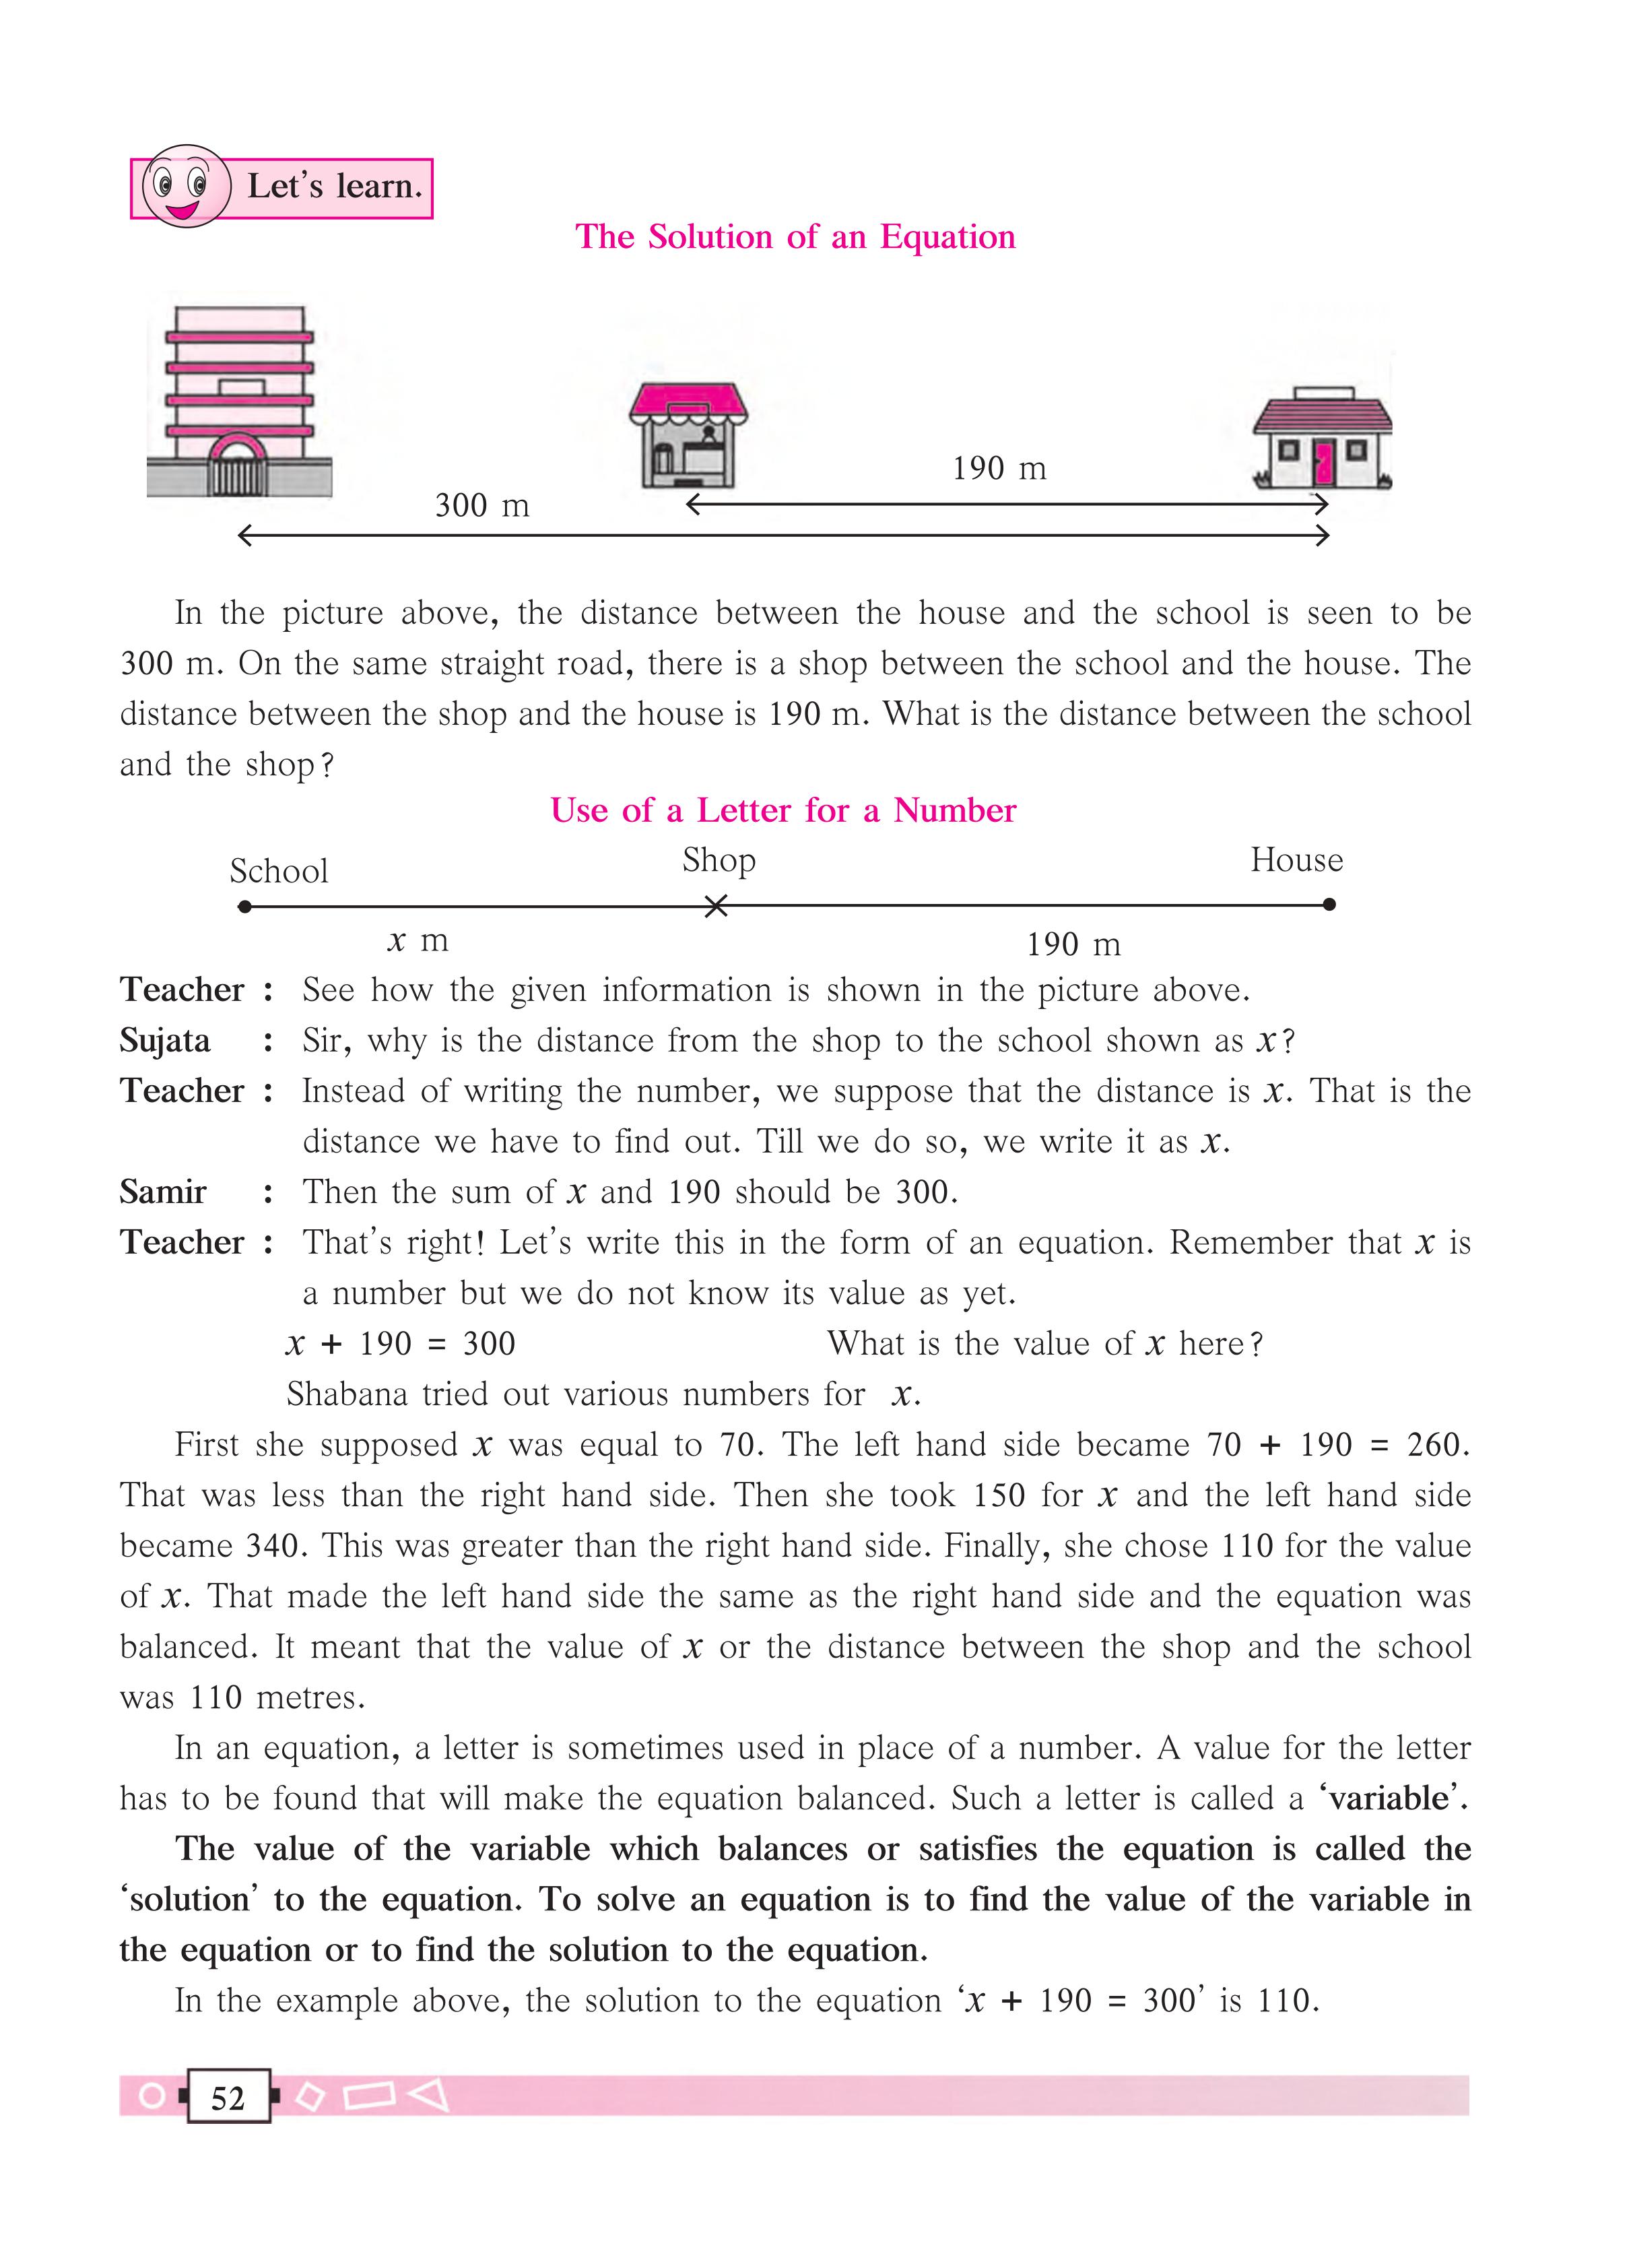 Let's learn.
The Solution of an Equation
190 m
300 m
In the picture above, the distance between the house and the school is seen to be
300 m. On the same straight road, there is a shop between the school and the house. The
distance between the shop and the house is 190 m. What is the distance between the school
and the shop?
Use of a Letter for a Number
School Shop House
x m 190 m
Teacher : See how the given information is shown in the picture above.
Sujata : Sir, why is the distance from the shop to the school shown as x?
Teacher : Instead of writing the number, we suppose that the distance is x. That is the
distance we have to find out. Till we do so, we write it as x.
Samir : Then the sum of x and 190 should be 300.
Teacher : That's right! Let's write this in the form of an equation. Remember that x is
a number but we do not know its value as yet.
x + 190 = 300 What is the value of x here?
Shabana tried out various numbers for x.
First she supposed x was equal to 70. The left hand side became 70 + 190 = 260.
That was less than the right hand side. Then she took 150 for x and the left hand side
became 340. This was greater than the right hand side. Finally, she chose 110 for the value
of x. That made the left hand side the same as the right hand side and the equation was
balanced. It meant that the value of x or the distance between the shop and the school
was 110 metres.
In an equation, a letter is sometimes used in place of a number. A value for the letter
has to be found that will make the equation balanced. Such a letter is called a 'variable'.
The value of the variable which balances or satisfies the equation is called the
'solution' to the equation. To solve an equation is to find the value of the variable in
the equation or to find the solution to the equation.
In the example above, the solution to the equation 'x + 190 = 300' is 110.
52